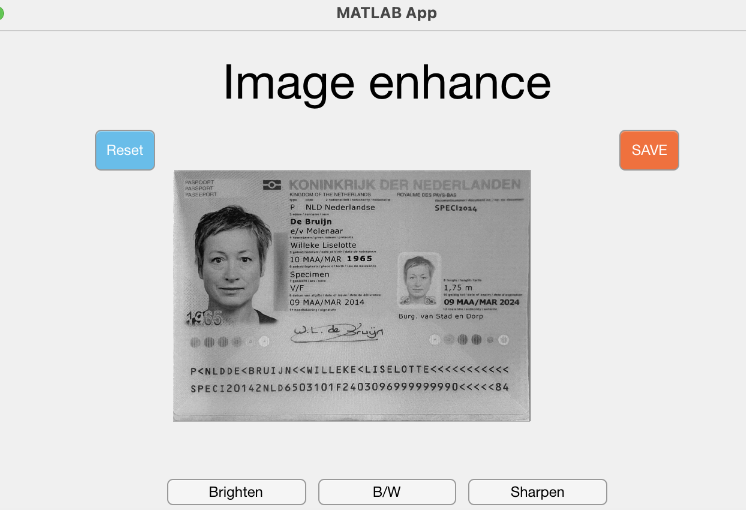 MATLAB App
Image enhance
Reset
SAVE
PASPOORT
PASSPORT
PASSEPORT
KONINKRIJK DER NEDERLANDEN
KINGDOM OF THE NETHERLANDS
ROYAUME DES PAYS-BAS
P NLD Nederlandse
SPECI2014
De Bruijn
e/v Molenaar
Willeke Liselotte
10 MAA/MAR 1965
Specimen
V/F
1,75 m
09 MAA/MAR 2014
09 MAA/MAR 2024
Burg. van Stad en Dorp
1965
W.L. de Bruijn
P<NLDDE<BRUIJN<<WILLEKE<LISELOTTE<<<<<<<<<<<
SPECI20142NLD6503101F2403096999999990<<<<<84
Brighten
B/W
Sharpen